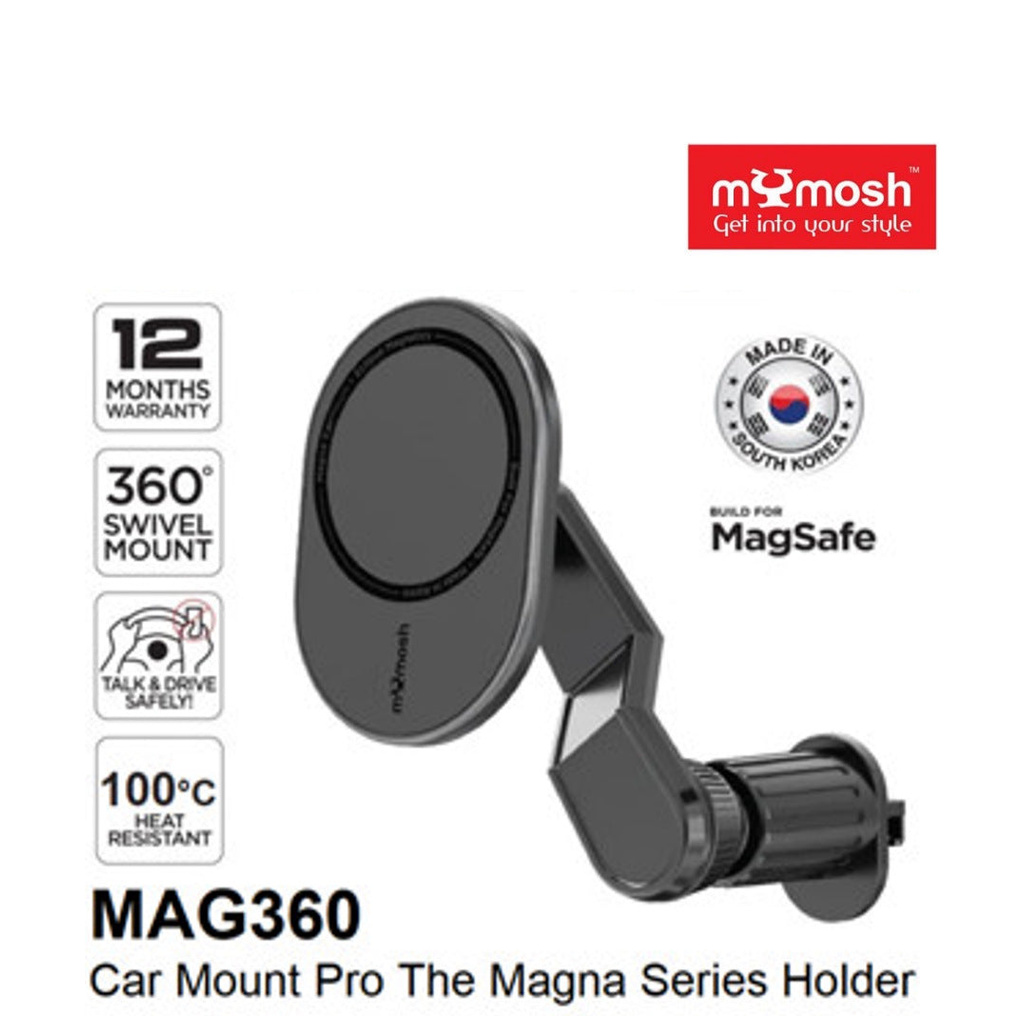 mymosh™
Get into your style
12
MONTHS
WARRANTY
360°
SWIVEL
MOUNT
TALK & DRIVE
SAFELY!
100°C
HEAT
RESISTANT
MADE IN
SOUTH KOREA
BUILD FOR
MagSafe
mymosh
MAG360
Car Mount Pro The Magna Series Holder